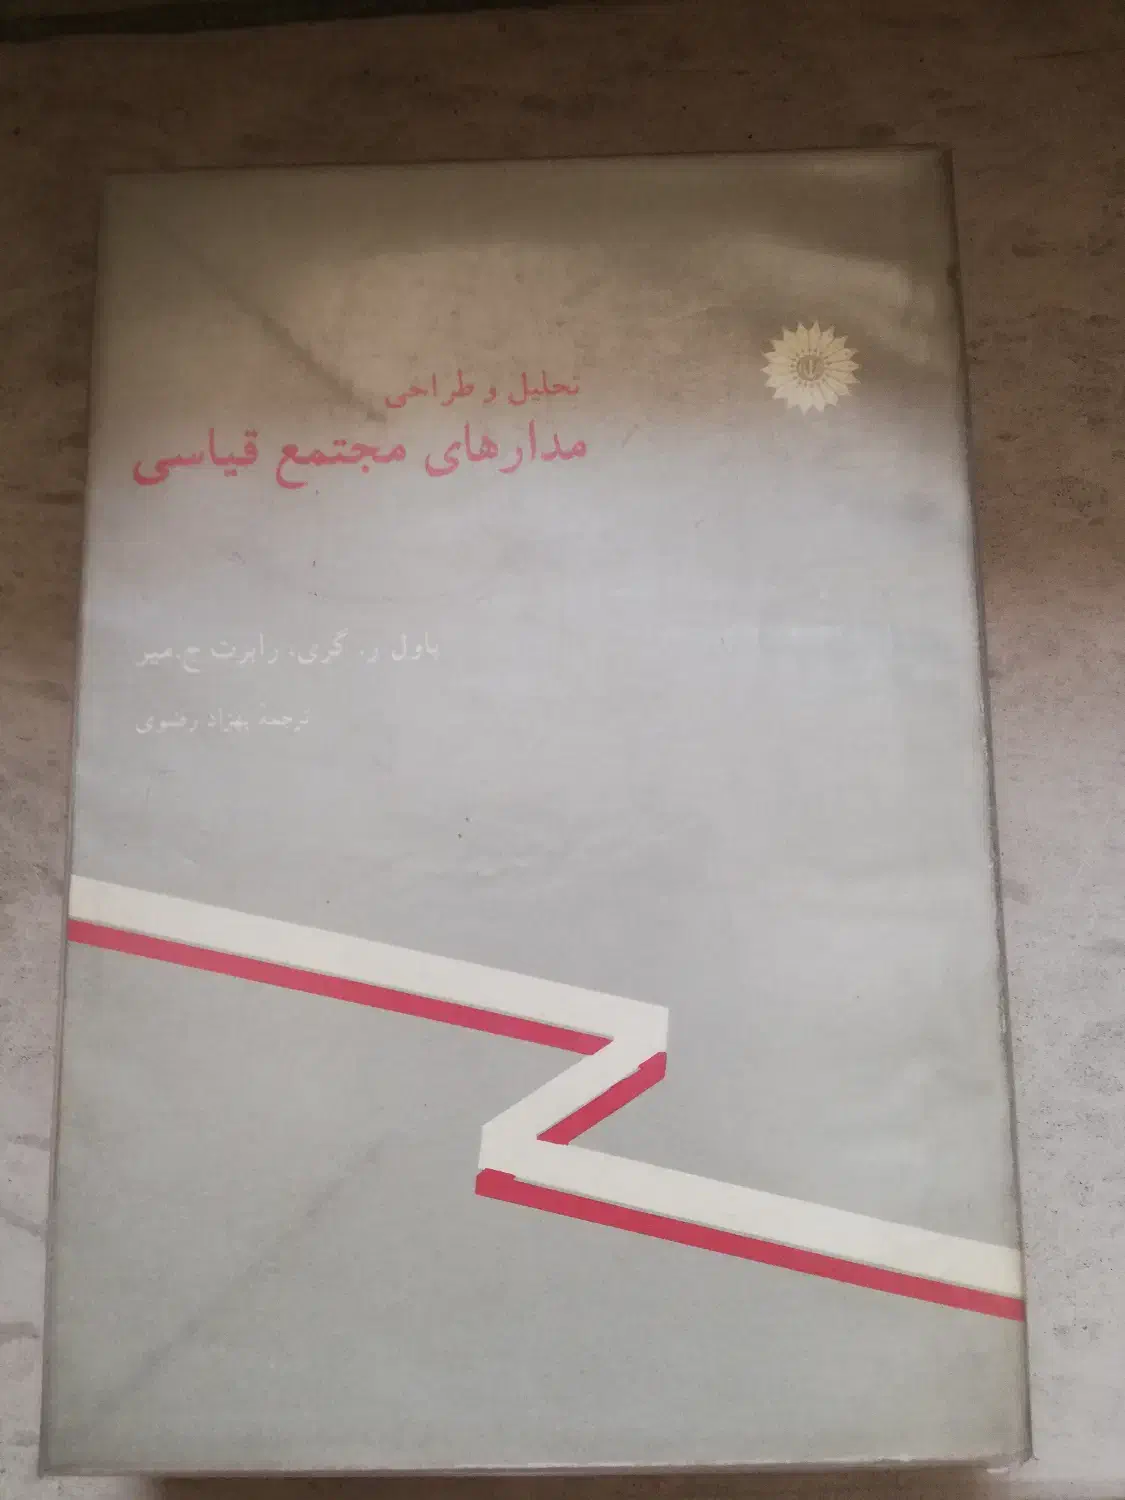 تحلیل و طراحی
مدارهای مجتمع قیاسی
پاول ر. گری، رابرت ج.میر
ترجمهٔ بهزاد رضوی